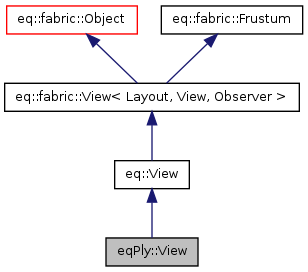 eq::fabric::Object
eq::fabric::Frustum
eq::fabric::View< Layout, View, Observer >
eq::View
eqPly::View